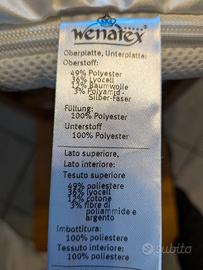 wenatex
Oberplatte, Unterplatte:
Oberstoff:
49% Polyester
36% Lyocell
12% Baumwolle
3% Polyamid -
Silber-Faser
Füllung:
100% Polyester
Unterstoff
100% Polyester
Lato superiore,
Lato inferiore:
Tesuto superiore
49% poliestere
36% lyocell
12% cotone
3% fibre di
poliammide e
argento
Imbottitura:
100% poliestere
Tessuto interiore:
100% poliestere
subito